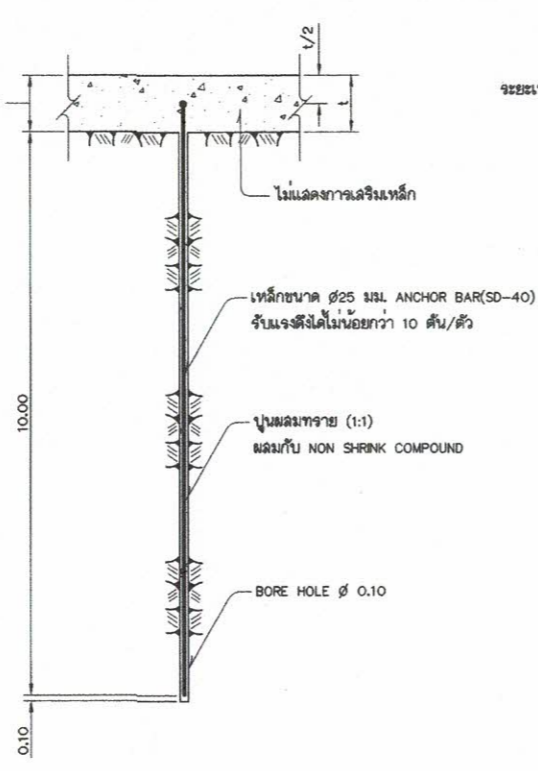 t/2
t
ไม่แสดงการเสริมเหล็ก
เหล็กขนาด Ø25 มม. ANCHOR BAR(SD-40)
รับแรงดึงได้ไม่น้อยกว่า 10 ตัน/ตัว
10.00
ปูนผสมทราย (1:1)
ผสมกับ NON SHRINK COMPOUND
BORE HOLE Ø 0.10
0.10